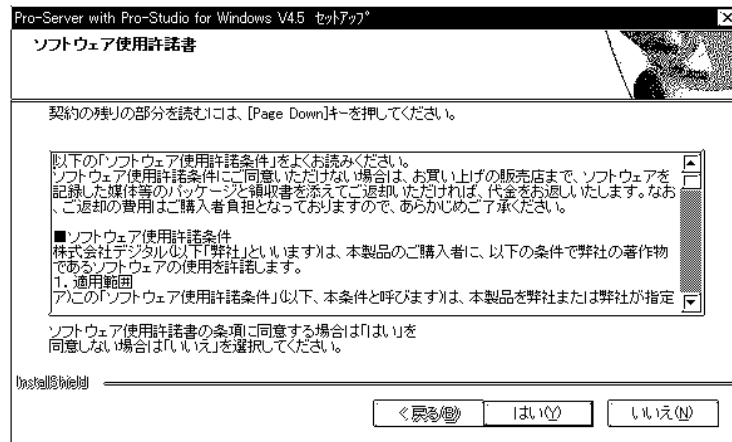 Pro-Server with Pro-Studio for Windows V4.5 セットアップ
ソフトウェア使用許諾書
契約の残りの部分を読むには、[Page Down]キーを押してください。
以下の「ソフトウェア使用許諾条件」をよくお読みください。
ソフトウェア使用許諾条件にご同意いただけない場合は、お買い上げの販売店まで、ソフトウェアを
記録した媒体等のパッケージと領収書を添えてご返却いただければ、代金をお返しいたします。なお
、ご返却の費用はご購入者負担となっておりますので、あらかじめご了承ください。
■ソフトウェア使用許諾条件
株式会社デジタル(以下「弊社」といいます)は、本製品のご購入者に、以下の条件で弊社の著作物
であるソフトウェアの使用を許諾します。
1. 適用範囲
ア)この「ソフトウェア使用許諾条件」(以下、本条件と呼びます)は、本製品を弊社または弊社が指定
ソフトウェア使用許諾書の条項に同意する場合は「はい」を
同意しない場合は「いいえ」を選択してください。
InstallShield
<戻る(B) はい(Y) いいえ(N)